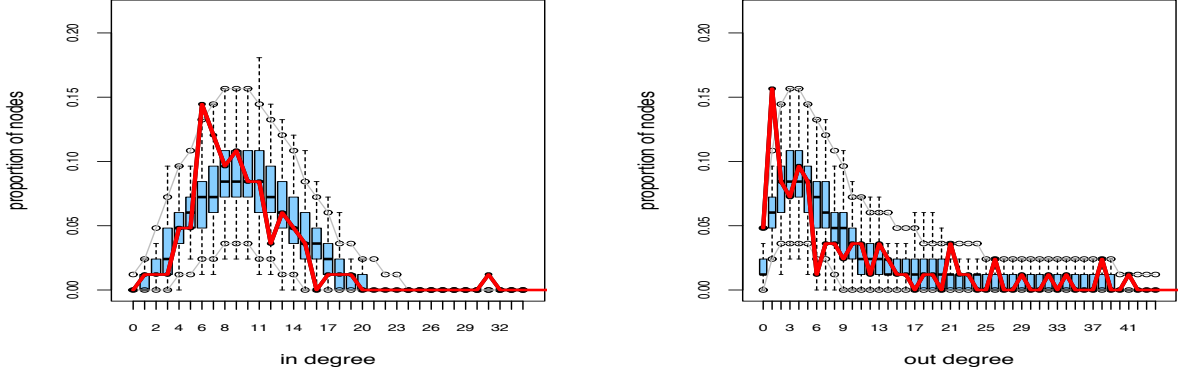 proportion of nodes
0.00 0.05 0.10 0.15 0.20
0 2 4 6 8 11 14 17 20 23 26 29 32
in degree
proportion of nodes
0.00 0.05 0.10 0.15 0.20
0 3 6 9 13 17 21 25 29 33 37 41
out degree